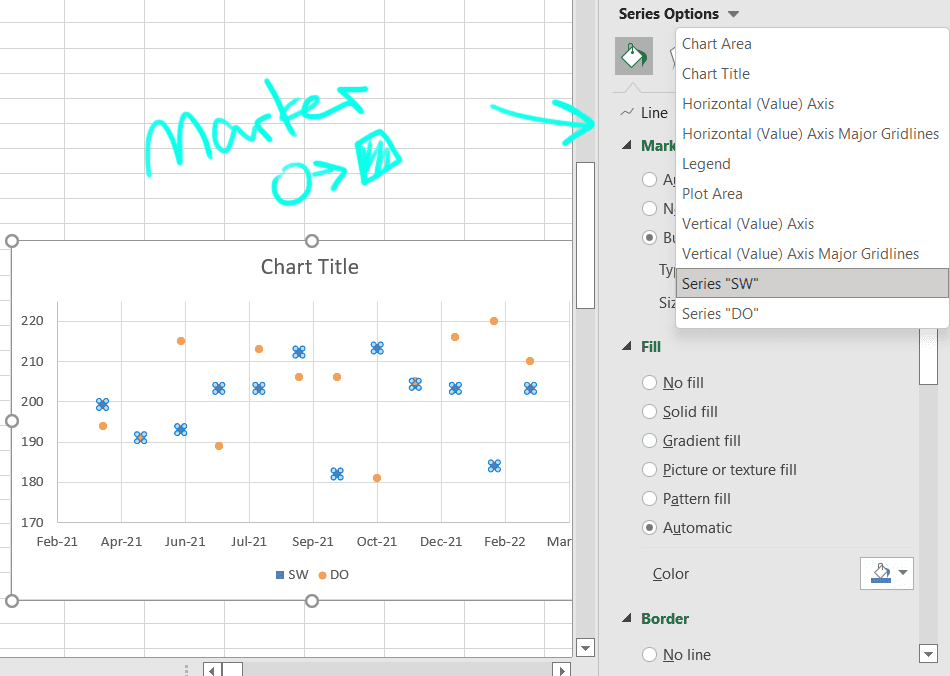 Series Options
Chart Area
Chart Title
Horizontal (Value) Axis
Horizontal (Value) Axis Major Gridlines
Legend
Plot Area
Vertical (Value) Axis
Vertical (Value) Axis Major Gridlines
Series "SW"
Series "DO"
Line
Mark
Marker
Chart Title
220
210
200
190
180
170
Feb-21 Apr-21 Jun-21 Jul-21 Sep-21 Oct-21 Dec-21 Feb-22 Mar
SW DO
Fill
No fill
Solid fill
Gradient fill
Picture or texture fill
Pattern fill
Automatic
Color
Border
No line